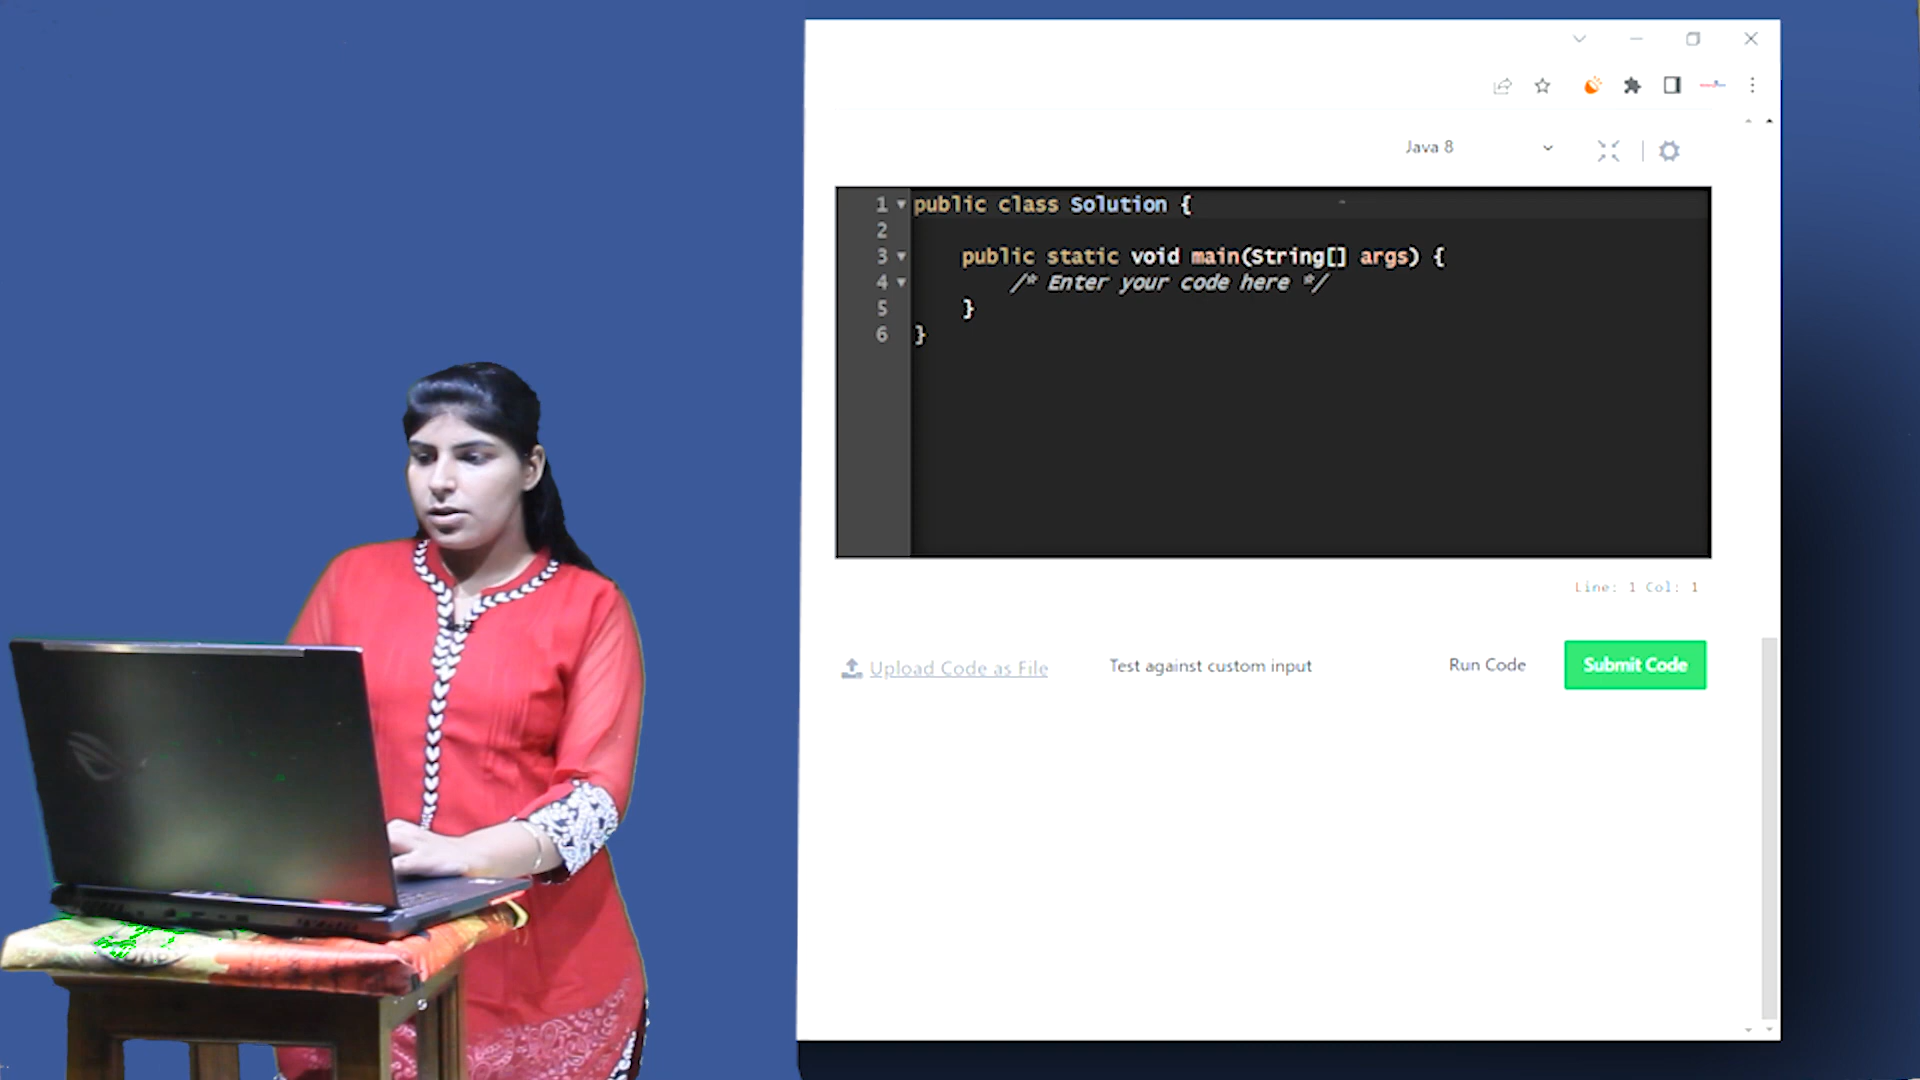 Java 8
1 public class Solution {
2
3 public static void main(String[] args) {
4 /* Enter your code here */
5 }
6 }
Line: 1 Col: 1
Upload Code as File
Test against custom input
Run Code
Submit Code